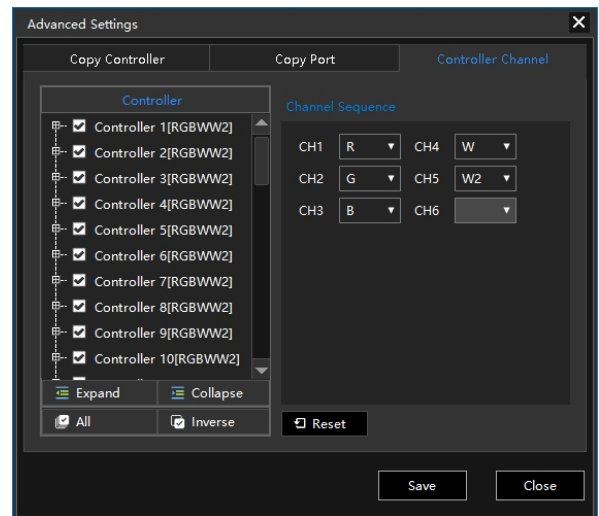 Advanced Settings
Copy Controller
Copy Port
Controller Channel
Controller
Controller 1[RGBWW2]
Controller 2[RGBWW2]
Controller 3[RGBWW2]
Controller 4[RGBWW2]
Controller 5[RGBWW2]
Controller 6[RGBWW2]
Controller 7[RGBWW2]
Controller 8[RGBWW2]
Controller 9[RGBWW2]
Controller 10[RGBWW2]
Expand
Collapse
All
Inverse
Channel Sequence
CH1 R CH4 W
CH2 G CH5 W2
CH3 B CH6
Reset
Save
Close